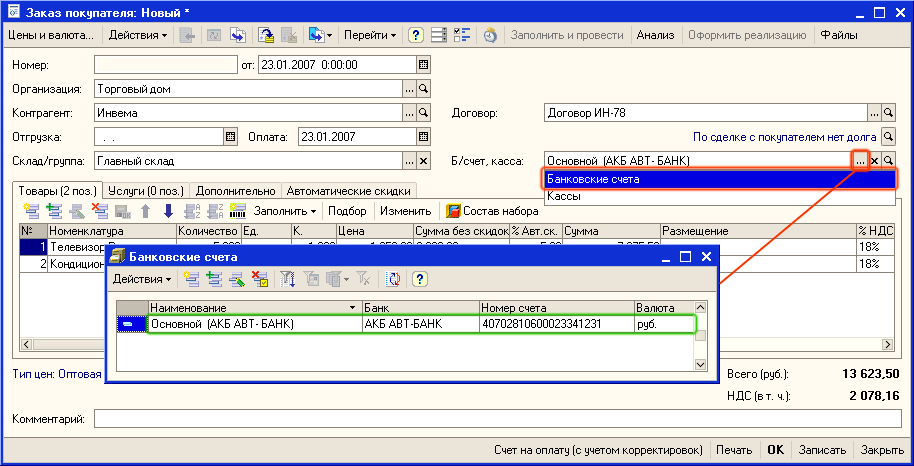 Заказ покупателя: Новый *
Цены и валюта... Действия Перейти Заполнить и провести Анализ Оформить реализацию Файлы
Номер: от: 23.01.2007 0:00:00
Организация: Торговый дом
Контрагент: Инвема Договор: Договор ИН-78
Отгрузка: . . Оплата: 23.01.2007 По сделке с покупателем нет долга
Склад/группа: Главный склад Б/счет, касса: Основной (АКБ АВТ- БАНК)
Банковские счета
Кассы
Товары (2 поз.) Услуги (0 поз.) Дополнительно Автоматические скидки
Заполнить Подбор Изменить Состав набора
№ Номенклатура Количество Ед. К. Цена Сумма без скидок % Авт.ск. Сумма Размещение % НДС
1 Телевизор 18%
2 Кондицион 18%
Банковские счета
Действия
Наименование Банк Номер счета Валюта
Основной (АКБ АВТ- БАНК) АКБ АВТ-БАНК 40702810600023341231 руб.
Тип цен: Оптовая Всего (руб.): 13 623,50
НДС (в т. ч.): 2 078,16
Комментарий:
Счет на оплату (с учетом корректировок) Печать OK Записать Закрыть